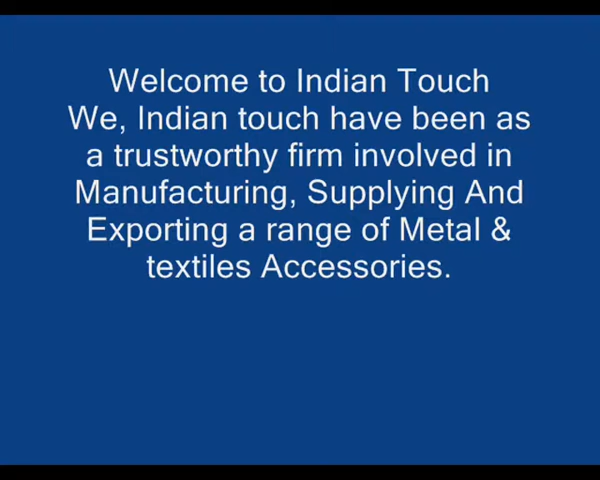 Welcome to Indian Touch
We, Indian touch have been as
a trustworthy firm involved in
Manufacturing, Supplying And
Exporting a range of Metal &
textiles Accessories.